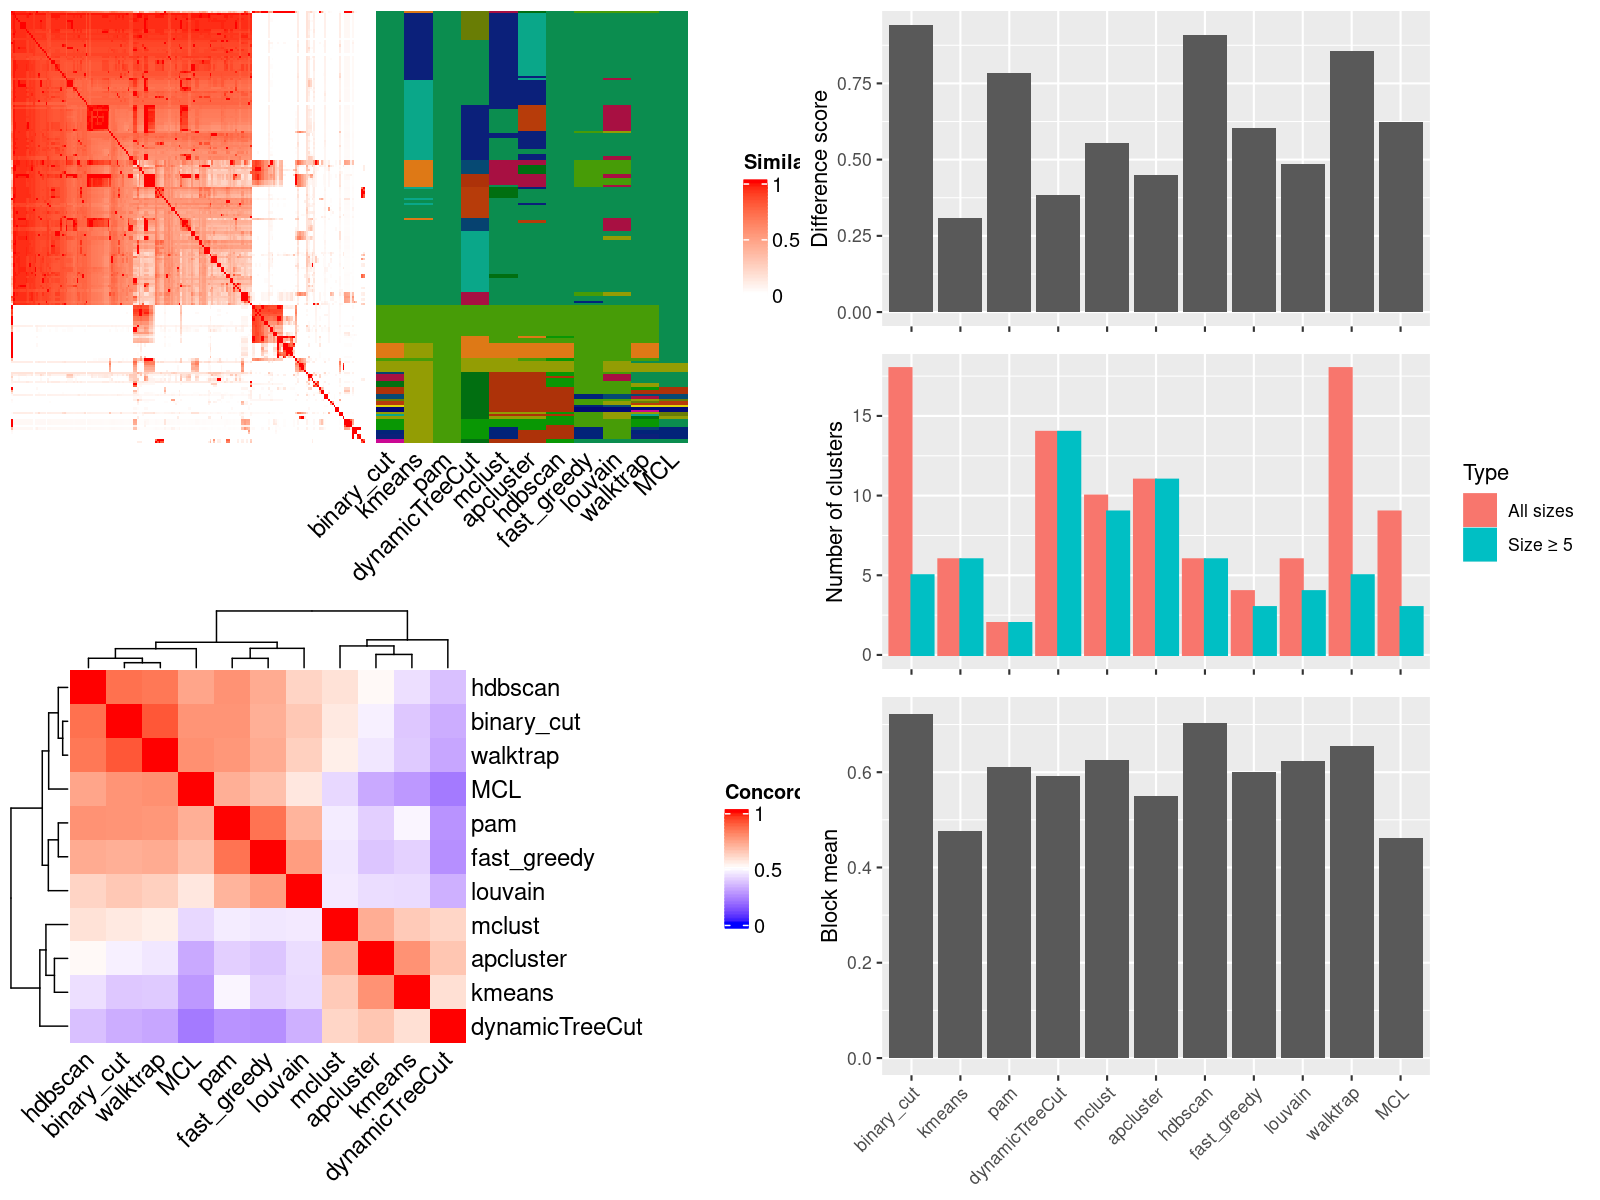 Simila
1
0.5
0
binary_cut
kmeans
pam
dynamicTreeCut
mclust
apcluster
hdbscan
fast_greedy
louvain
walktrap
MCL
Difference score
0.75
0.50
0.25
0.00
Number of clusters
15
10
5
0
Type
All sizes
Size ≥ 5
hdbscan
binary_cut
walktrap
MCL
pam
fast_greedy
louvain
mclust
apcluster
kmeans
dynamicTreeCut
hdbscan
binary_cut
walktrap
MCL
pam
fast_greedy
louvain
mclust
apcluster
kmeans
dynamicTreeCut
Concord
1
0.5
0
Block mean
0.6
0.4
0.2
0.0
binary_cut
kmeans
pam
dynamicTreeCut
mclust
apcluster
hdbscan
fast_greedy
louvain
walktrap
MCL